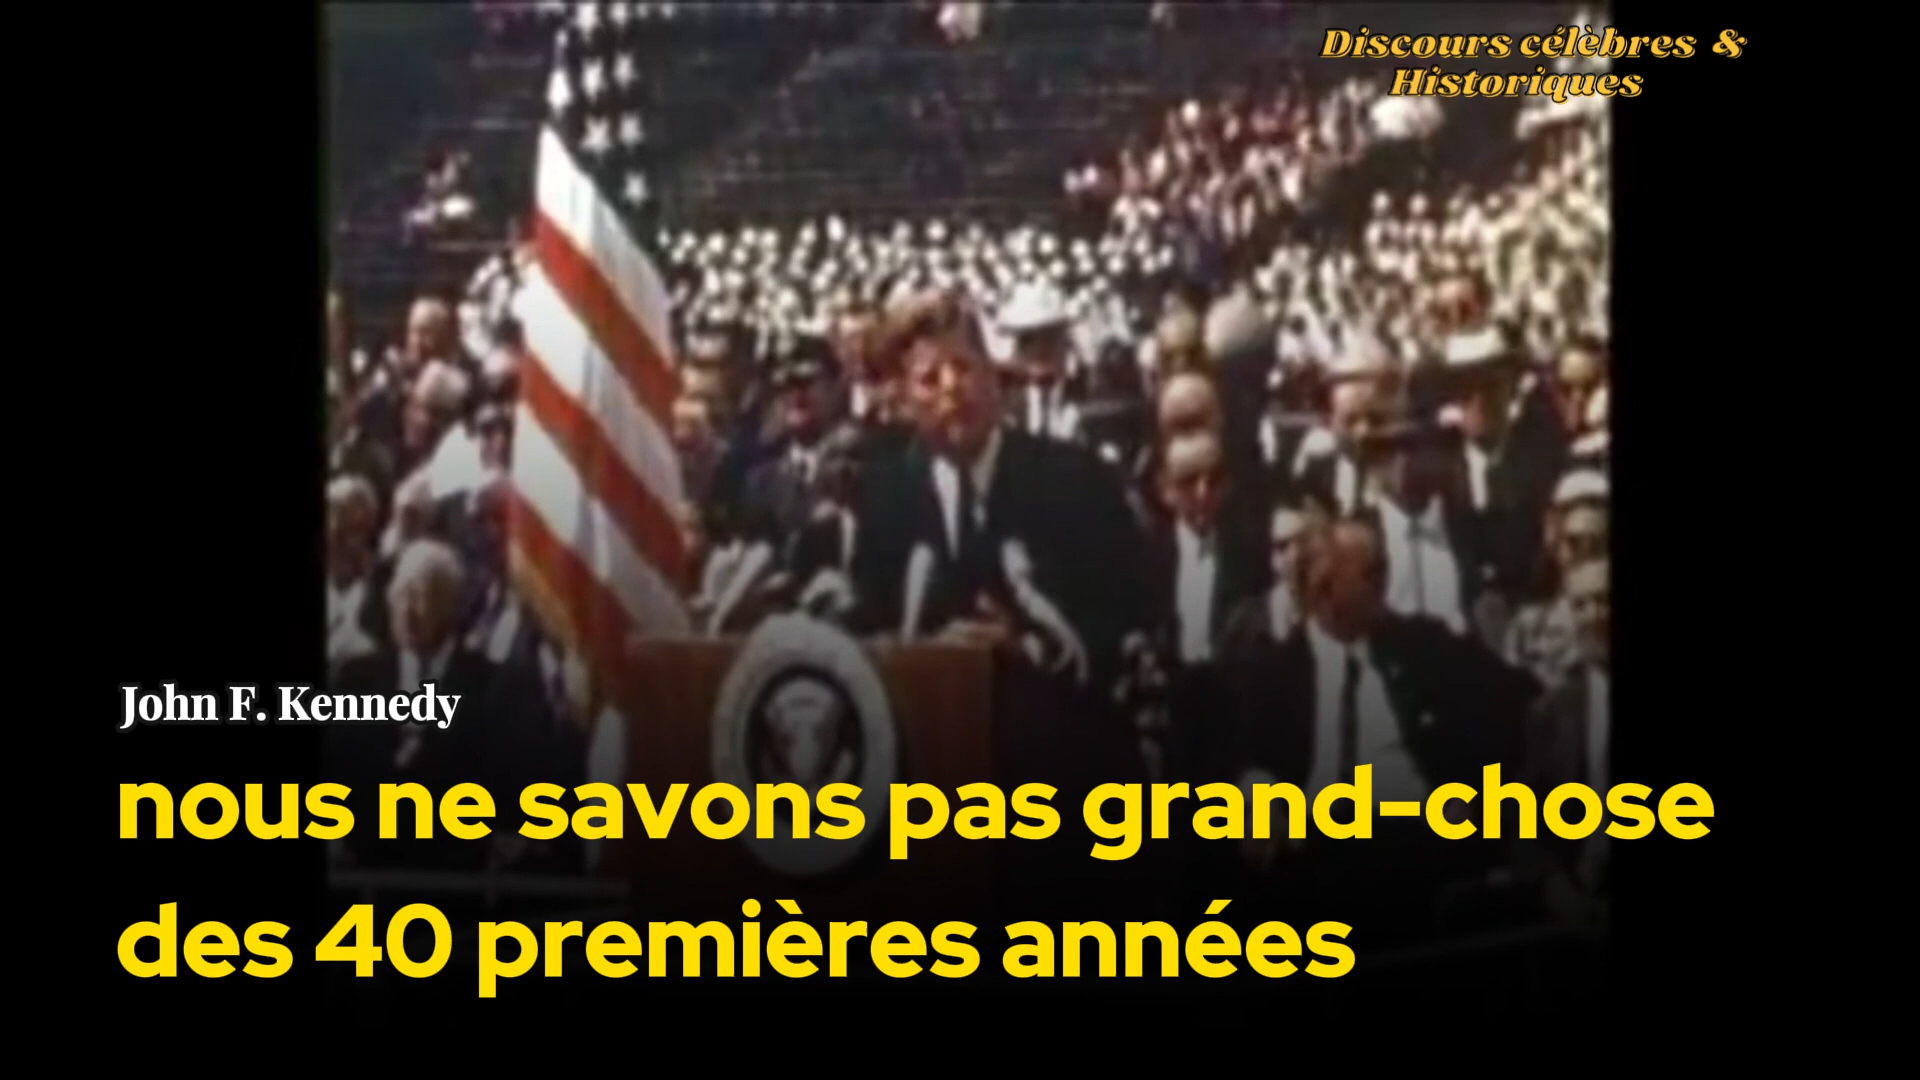 Discours célèbres &
Historiques
John F. Kennedy
nous ne savons pas grand-chose
des 40 premières années